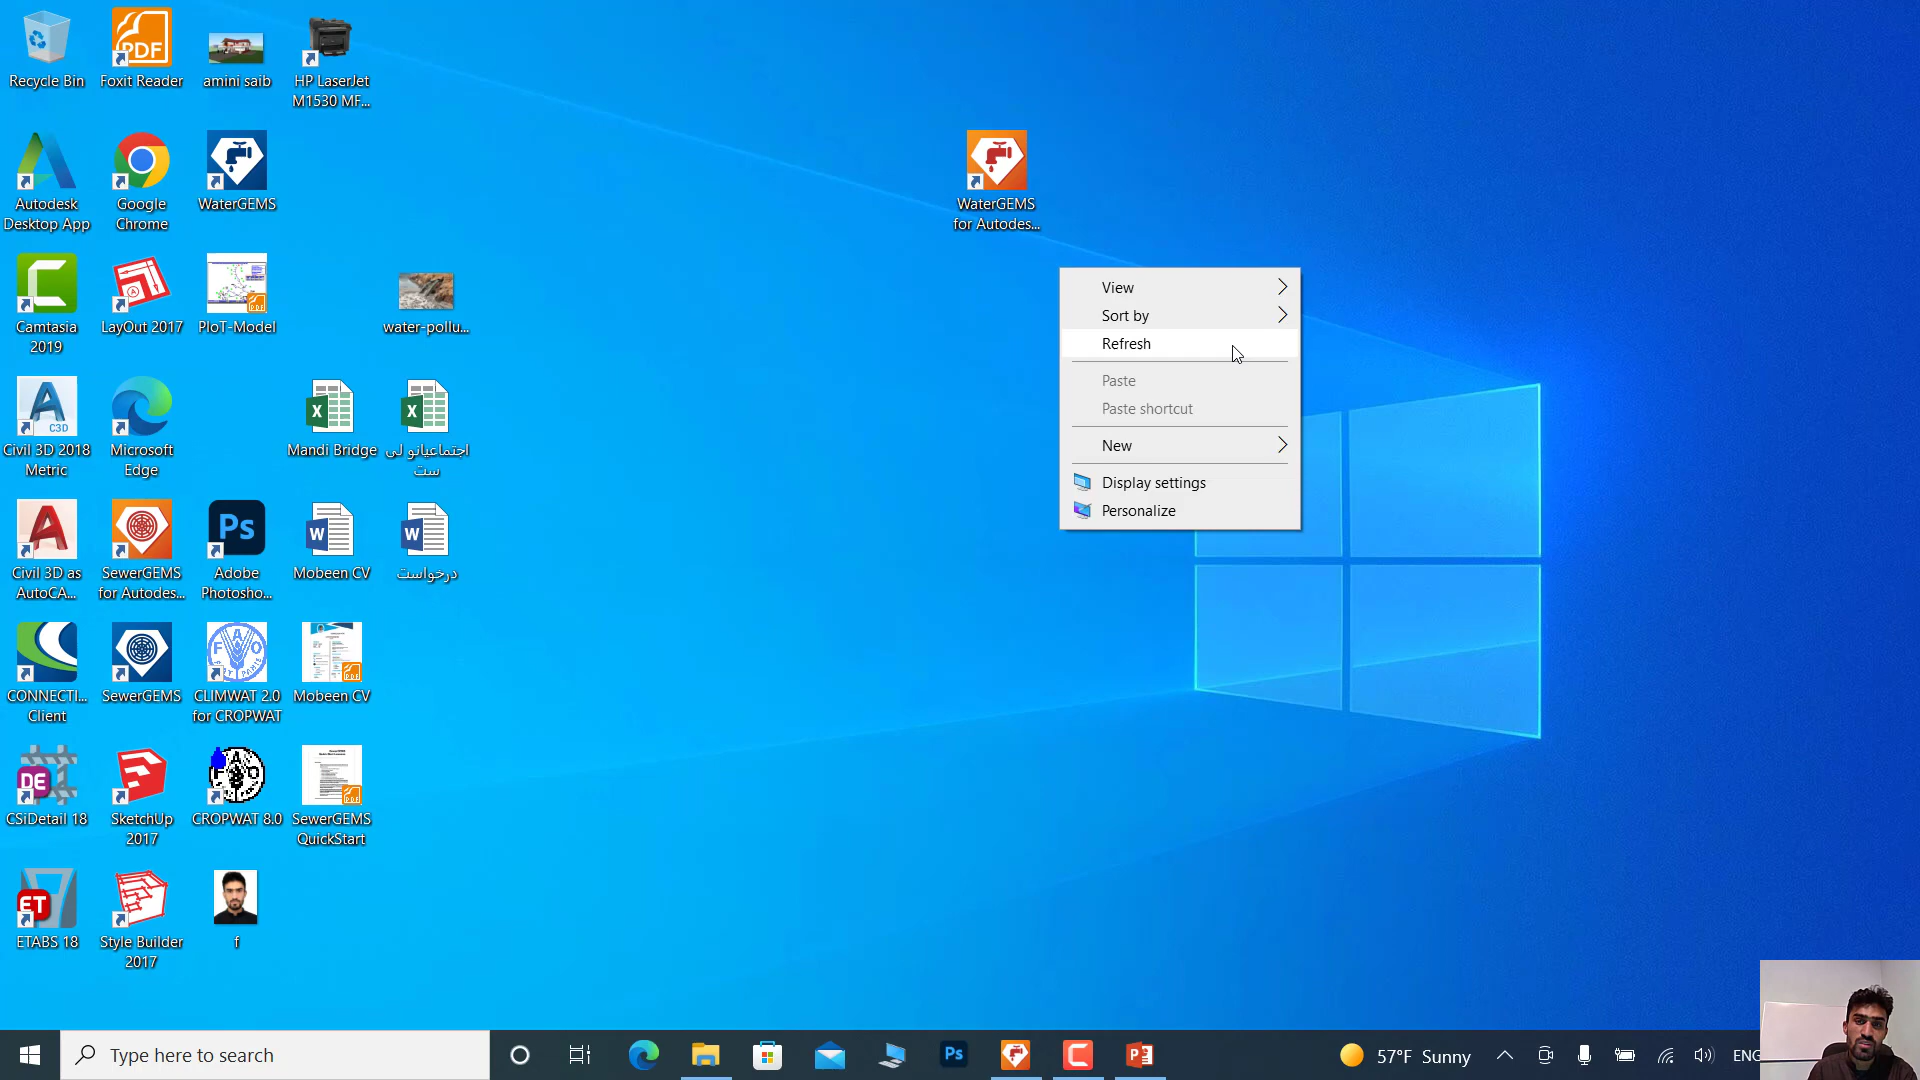 Recycle Bin
Foxit Reader
amini saib
HP LaserJet
M1530 MF...
Autodesk
Desktop App
Google
Chrome
WaterGEMS
WaterGEMS
for Autodes...
Camtasia
2019
LayOut 2017
PIoT-Model
water-pollu...
Civil 3D 2018
Metric
Microsoft
Edge
Mandi Bridge
اجتماعیانو لی
ست
Civil 3D as
AutoCA...
SewerGEMS
for Autodes...
Adobe
Photosho...
Mobeen CV
درخواست
CONNECTI...
Client
SewerGEMS
CLIMWAT 2.0
for CROPWAT
Mobeen CV
CSiDetail 18
SketchUp
2017
CROPWAT 8.0
SewerGEMS
QuickStart
ETABS 18
Style Builder
2017
f
View
Sort by
Refresh
Paste
Paste shortcut
New
Display settings
Personalize
Type here to search
57°F Sunny
ENG